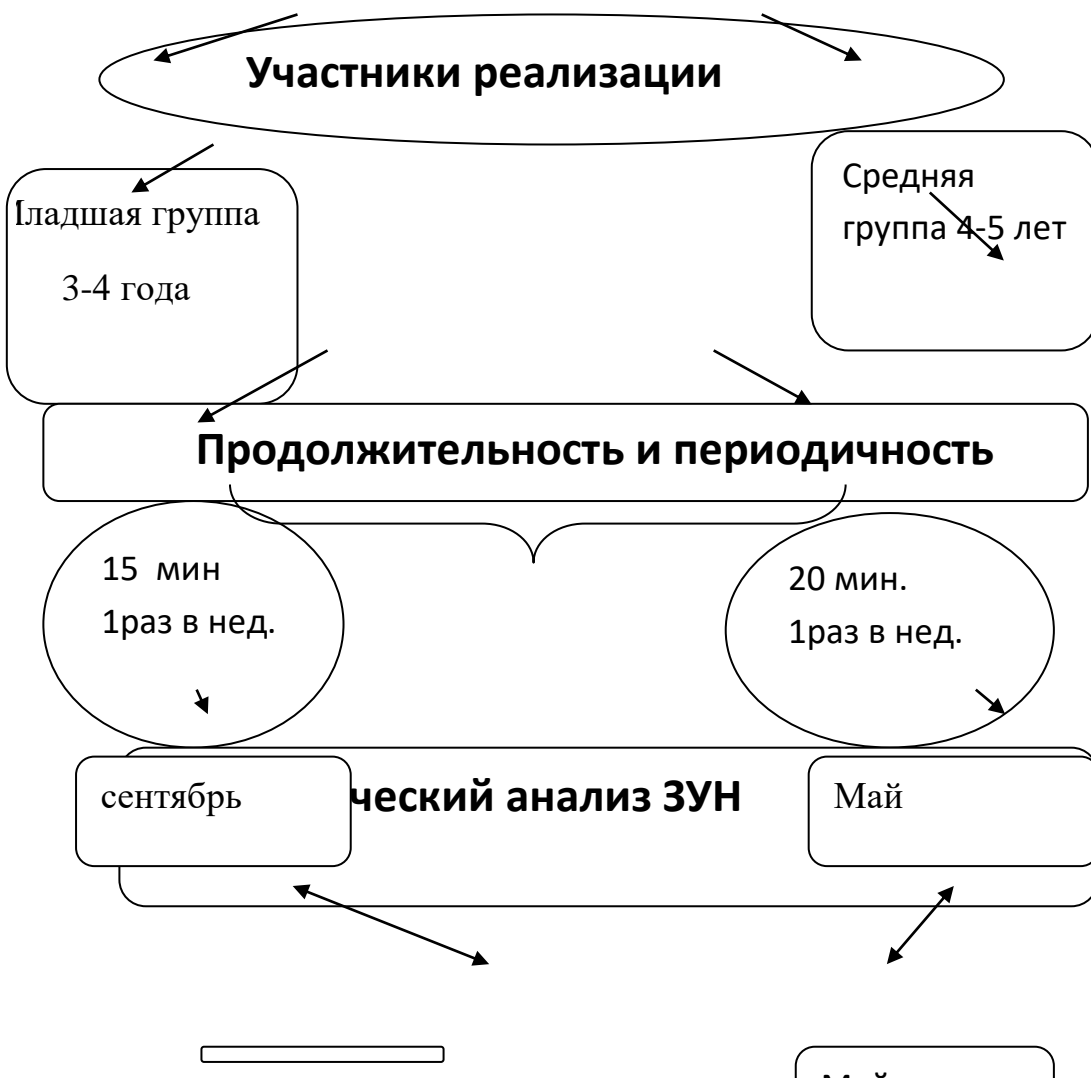 Участники реализации
Средняя
группа 4-5 лет
ладшая группа
3-4 года
Продолжительность и периодичность
15 мин
1раз в нед.
20 мин.
1раз в нед.
сентябрь
ческий анализ ЗУН
Май